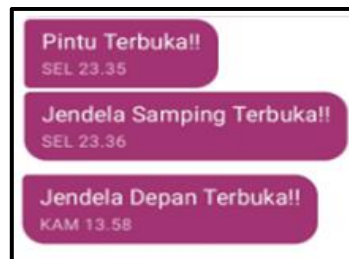 Pintu Terbuka!!
SEL 23.35
Jendela Samping Terbuka!!
SEL 23.36
Jendela Depan Terbuka!!
KAM 13.58